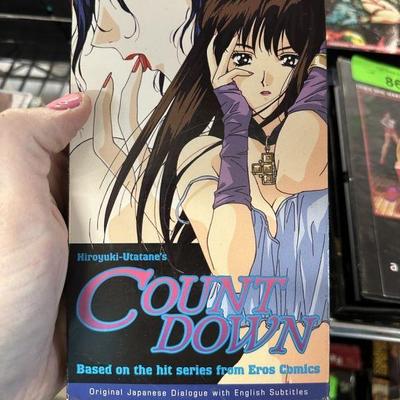 Hiroyuki-Utatane's
COUNT
DOWN
Based on the hit series from Eros Comics
Original Japanese Dialogue with English Subtitles